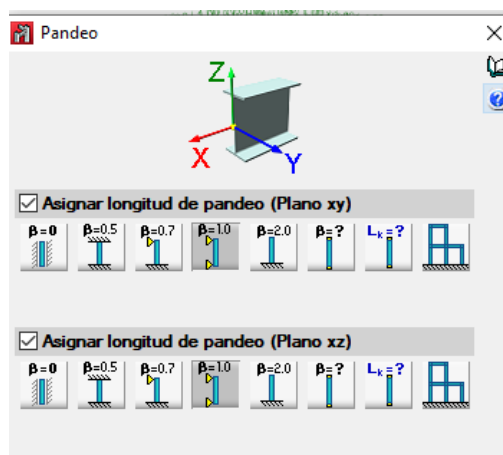 Pandeo
Z
X
Y
Asignar longitud de pandeo (Plano xy)
β=0 β=0.5 β=0.7 β=1.0 β=2.0 β=? Lk=?
Asignar longitud de pandeo (Plano xz)
β=0 β=0.5 β=0.7 β=1.0 β=2.0 β=? Lk=?